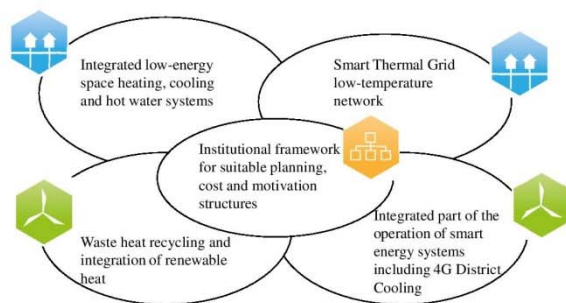 Integrated low-energy
space heating, cooling
and hot water systems
Smart Thermal Grid
low-temperature
network
Institutional framework
for suitable planning,
cost and motivation
structures
Waste heat recycling and
integration of renewable
heat
Integrated part of the
operation of smart
energy systems
including 4G District
Cooling